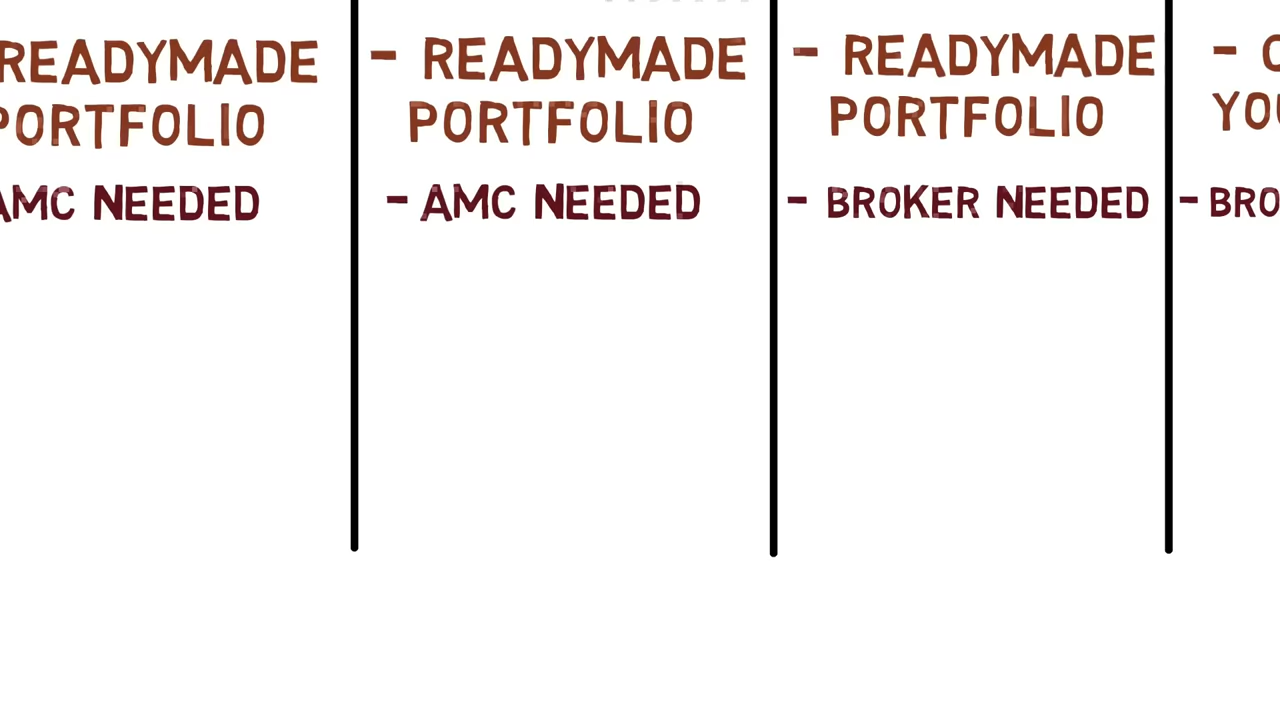 READYMADE
PORTFOLIO
AMC NEEDED
- READYMADE
PORTFOLIO
- AMC NEEDED
- READYMADE
PORTFOLIO
- BROKER NEEDED
-
-